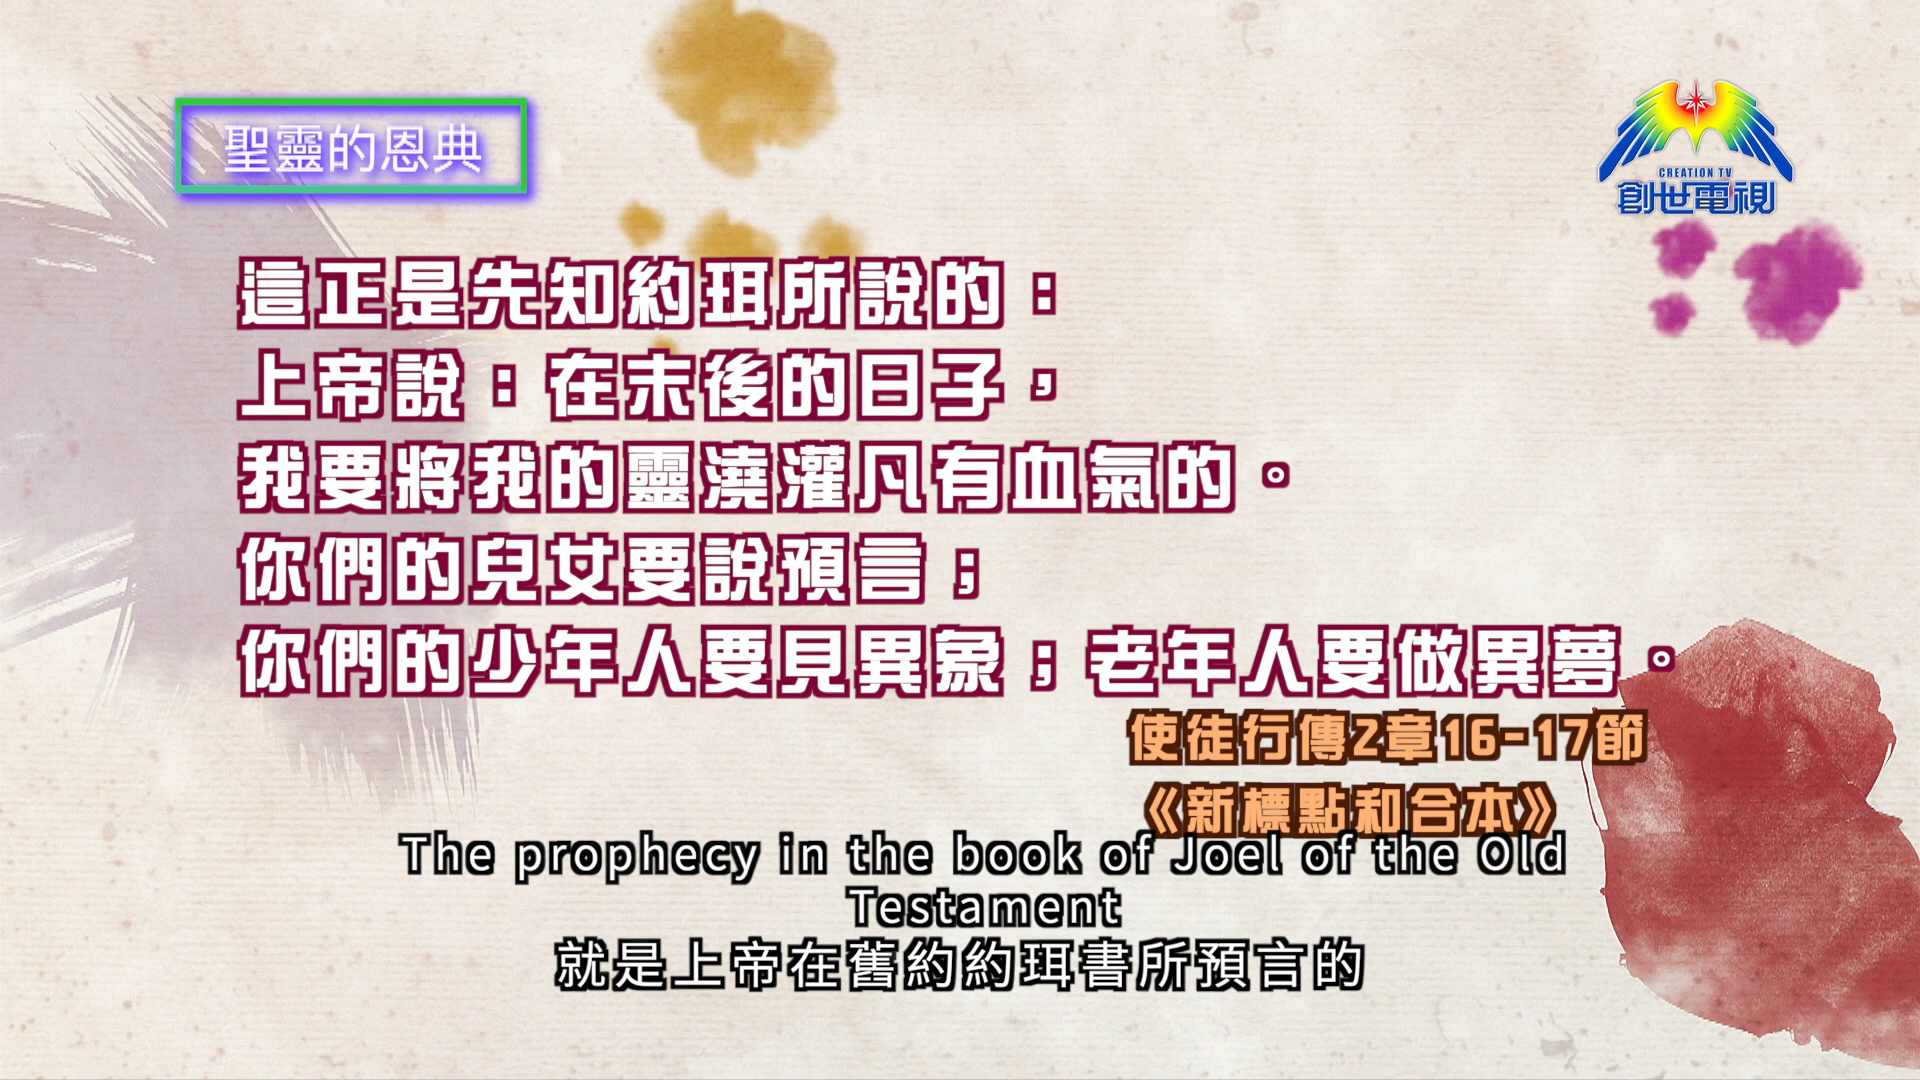 聖靈的恩典
CREATION TV
創世電視
這正是先知約珥所說的：
上帝說：在末後的日子，
我要將我的靈澆灌凡有血氣的。
你們的兒女要說預言；
你們的少年人要見異象；老年人要做異夢。
使徒行傳2章16-17節
《新標點和合本》
The prophecy in the book of Joel of the Old
Testament
就是上帝在舊約約珥書所預言的